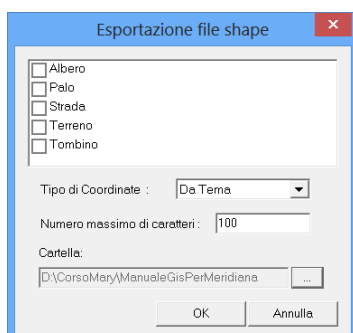 Esportazione file shape
Albero
Palo
Strada
Terreno
Tombino
Tipo di Coordinate : Da Tema
Numero massimo di caratteri : 100
Cartella:
D:\CorsoMary\ManualeGisPerMeridiana ...
OK Annulla